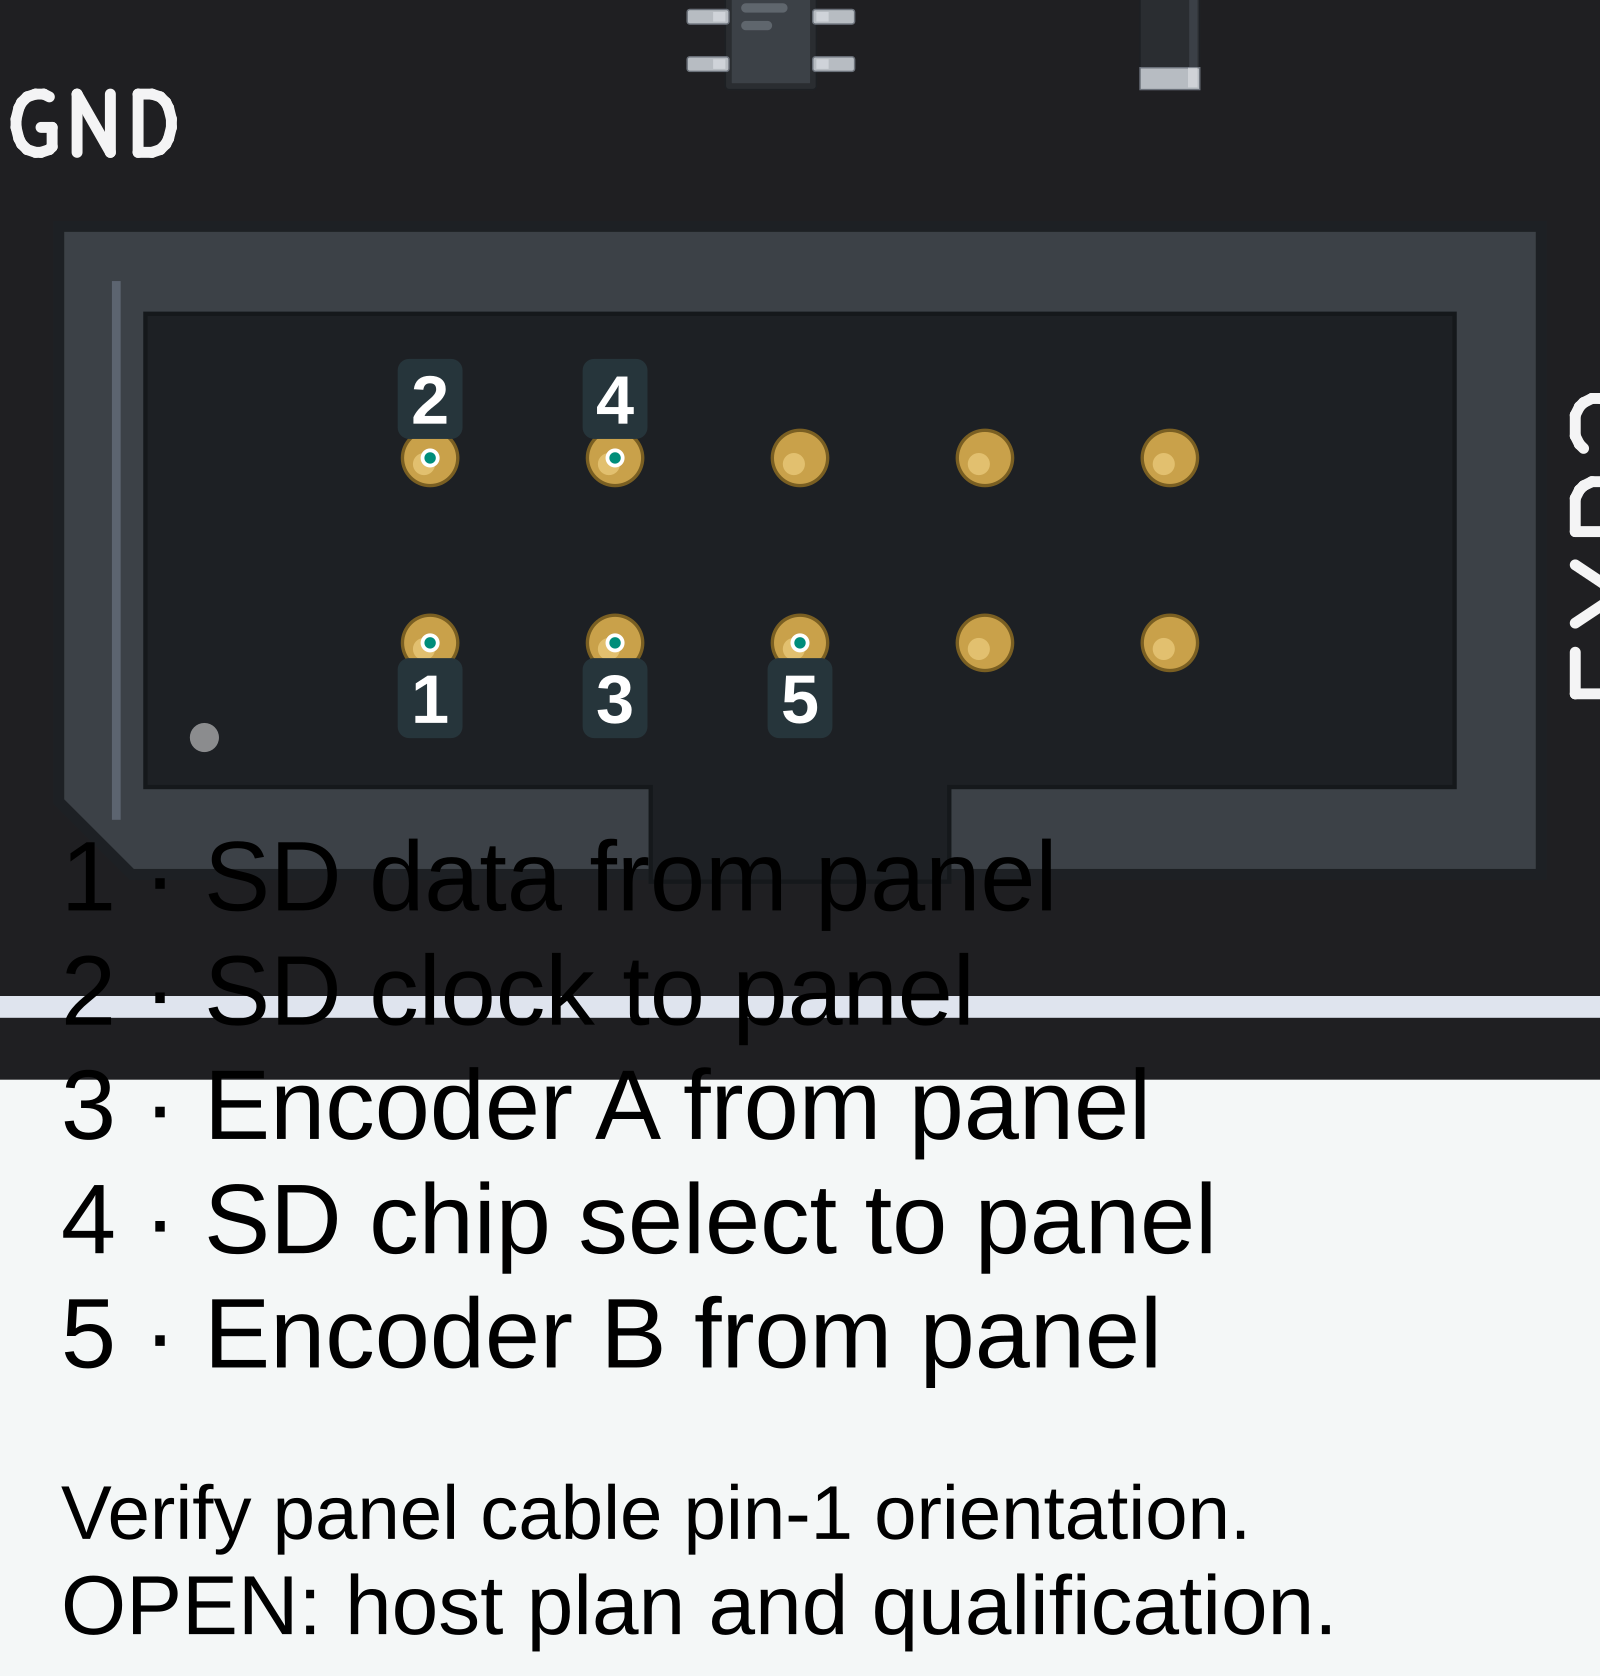 GND
2 4
1 3 5
1 · SD data from panel
2 · SD clock to panel
3 · Encoder A from panel
4 · SD chip select to panel
5 · Encoder B from panel
Verify panel cable pin-1 orientation.
OPEN: host plan and qualification.